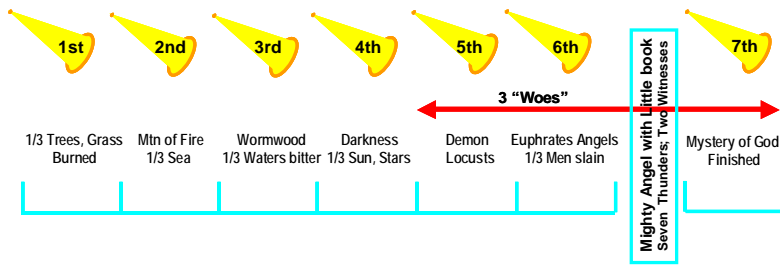 1st
2nd
3rd
4th
5th
6th
7th
3 “Woes”
1/3 Trees, Grass
Burned
Mtn of Fire
1/3 Sea
Wormwood
1/3 Waters bitter
Darkness
1/3 Sun, Stars
Demon
Locusts
Euphrates Angels
1/3 Men slain
Mighty Angel with Little book
Seven Thunders; Two Witnesses
Mystery of God
Finished